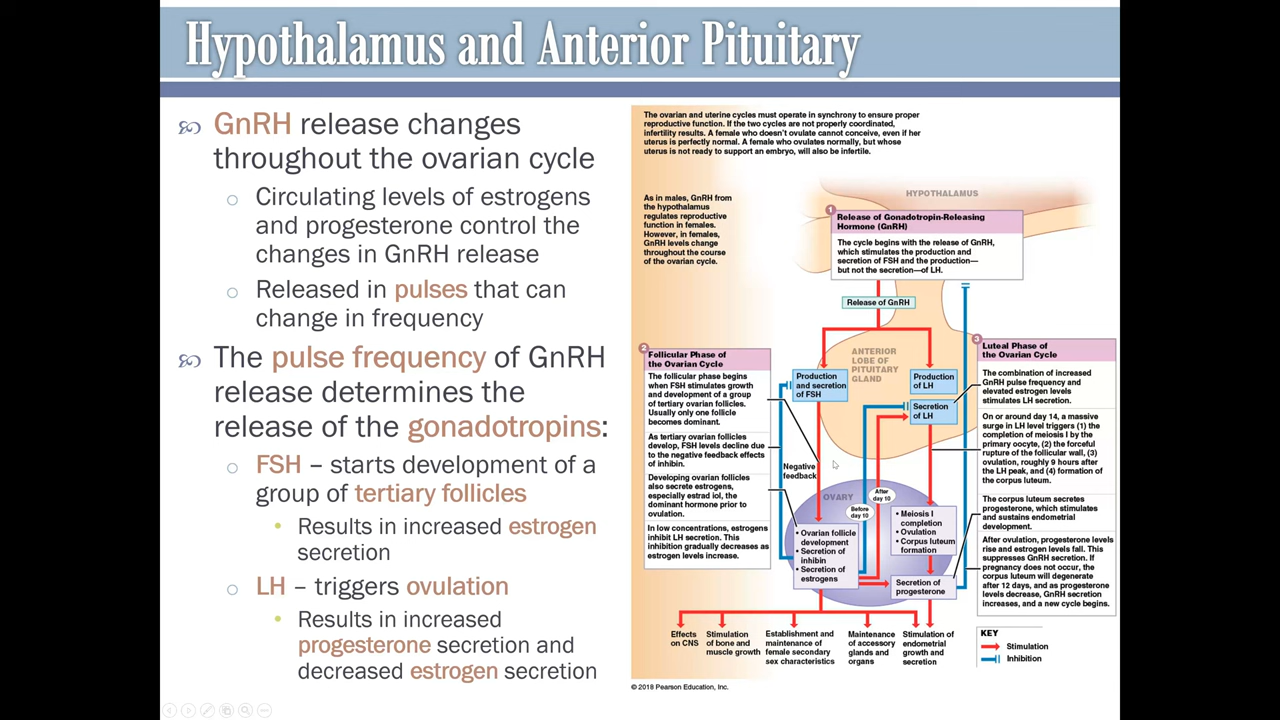 Hypothalamus and Anterior Pituitary
GnRH release changes
throughout the ovarian cycle
Circulating levels of estrogens
and progesterone control the
changes in GnRH release
Released in pulses that can
change in frequency
The pulse frequency of GnRH
release determines the
release of the gonadotropins:
FSH – starts development of a
group of tertiary follicles
Results in increased estrogen
secretion
LH – triggers ovulation
Results in increased
progesterone secretion and
decreased estrogen secretion
The ovarian and uterine cycles must operate in synchrony to ensure proper
reproductive function. If the two cycles are not properly coordinated,
infertility results. A female who doesn't ovulate cannot conceive, even if her
uterus is perfectly normal. A female who ovulates normally, but whose
uterus is not ready to support an embryo, will also be infertile.
As in males, GnRH from
the hypothalamus
regulates reproductive
function in females.
However, in females,
GnRH levels change
throughout the course
of the ovarian cycle.
HYPOTHALAMUS
1
Release of Gonadotropin-Releasing
Hormone (GnRH)
The cycle begins with the release of GnRH,
which stimulates the production and
secretion of FSH and the production—
but not the secretion—of LH.
Release of GnRH
ANTERIOR
LOBE OF
PITUITARY
GLAND
Production
and secretion
of FSH
Production
of LH
Secretion
of LH
2
Follicular Phase of
the Ovarian Cycle
The follicular phase begins
when FSH stimulates growth
and development of a group
of tertiary ovarian follicles.
Usually only one follicle
becomes dominant.
As tertiary ovarian follicles
develop, FSH levels decline due
to the negative feedback effects
of inhibin.
Developing ovarian follicles
also secrete estrogens,
especially estrad iol, the
dominant hormone prior to
ovulation.
In low concentrations, estrogens
inhibit LH secretion. This
inhibition gradually decreases as
estrogen levels increase.
Negative
feedback
OVARY
Before
day 10
After
day 10
• Ovarian follicle
development
• Secretion of
inhibin
• Secretion of
estrogens
• Meiosis I
completion
• Ovulation
• Corpus luteum
formation
Secretion of
progesterone
3
Luteal Phase of
the Ovarian Cycle
The combination of increased
GnRH pulse frequency and
elevated estrogen levels
stimulates LH secretion.
On or around day 14, a massive
surge in LH level triggers (1) the
completion of meiosis I by the
primary oocyte, (2) the forceful
rupture of the follicular wall, (3)
ovulation, roughly 9 hours after
the LH peak, and (4) formation of
the corpus luteum.
The corpus luteum secretes
progesterone, which stimulates
and sustains endometrial
development.
After ovulation, progesterone levels
rise and estrogen levels fall. This
suppresses GnRH secretion. If
pregnancy does not occur, the
corpus luteum will degenerate
after 12 days, and as progesterone
levels decrease, GnRH secretion
increases, and a new cycle begins.
Effects
on CNS
Stimulation
of bone and
muscle growth
Establishment and
maintenance of
female secondary
sex characteristics
Maintenance
of accessory
glands and
organs
Stimulation of
endometrial
growth and
secretion
KEY
Stimulation
Inhibition
© 2018 Pearson Education, Inc.